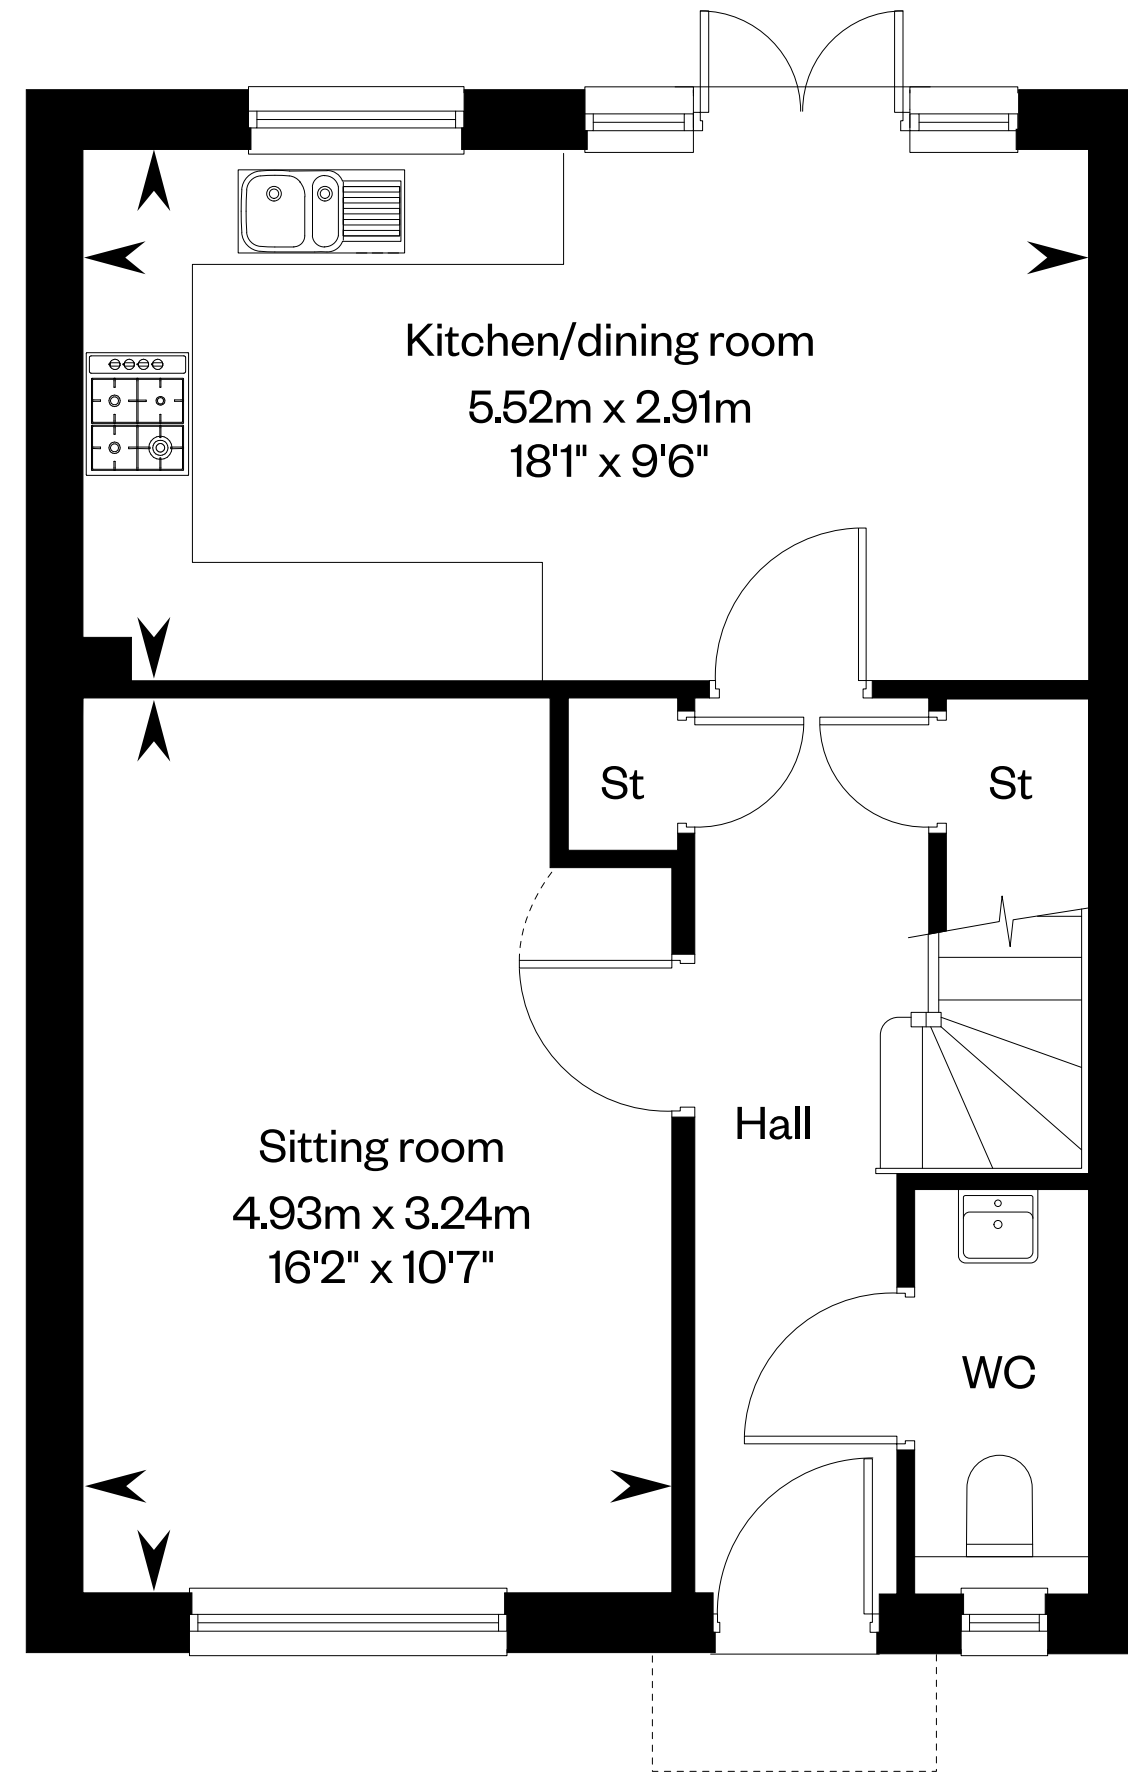 Kitchen/dining room
5.52m x 2.91m
18'1" x 9'6"
St
St
Hall
Sitting room
4.93m x 3.24m
16'2" x 10'7"
WC